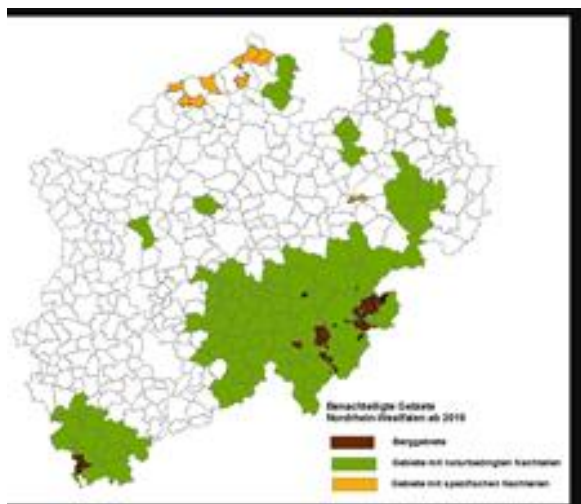 Benachteiligte Gebiete
Nordrhein-Westfalen ab 2019
Berggebiete
Gebiete mit naturbedingten Nachteilen
Gebiete mit spezifischen Nachteilen